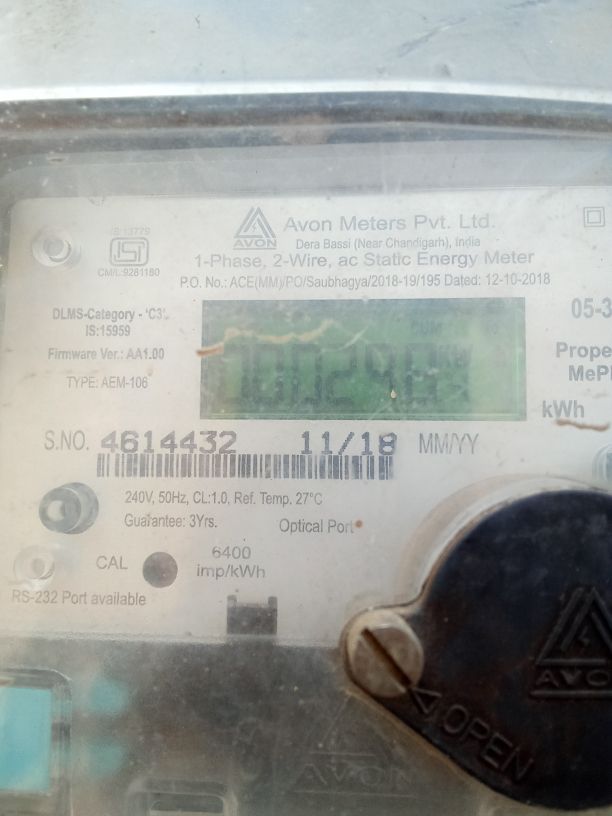 IS:13779
ISI
CM/L:9281180
AVON
Avon Meters Pvt. Ltd.
Dera Bassi (Near Chandigarh), India
1-Phase, 2-Wire, ac Static Energy Meter
P.O. No.: ACE(MM)/PO/Saubhagya/2018-19/195 Dated: 12-10-2018
DLMS-Category - 'C3'
IS:15959
Firmware Ver.: AA1.00
TYPE: AEM-106
05-3
Prope
MePD
kWh
S.NO. 4614432 11/18 MM/YY
240V, 50Hz, CL:1.0, Ref. Temp. 27°C
Guarantee: 3Yrs.
Optical Port
CAL
6400
imp/kWh
RS-232 Port available
AVON
OPEN
AVON